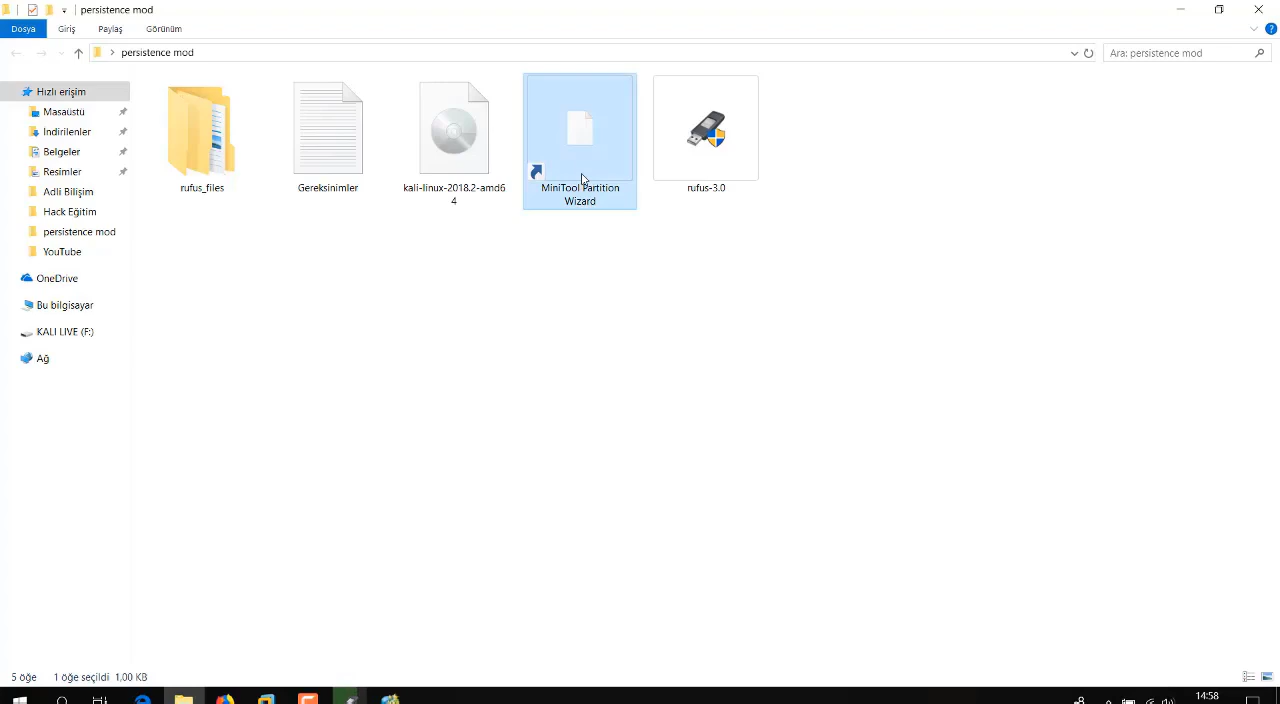 persistence mod
Dosya
Giriş
Paylaş
Görünüm
persistence mod
Ara: persistence mod
Hızlı erişim
Masaüstü
İndirilenler
Belgeler
Resimler
Adli Bilişim
Hack Eğitim
persistence mod
YouTube
OneDrive
Bu bilgisayar
KALI LIVE (F:)
Ağ
rufus_files
Gereksinimler
kali-linux-2018.2-amd6
4
MiniTool Partition
Wizard
rufus-3.0
5 öğe
1 öğe seçildi 1,00 KB
14:58